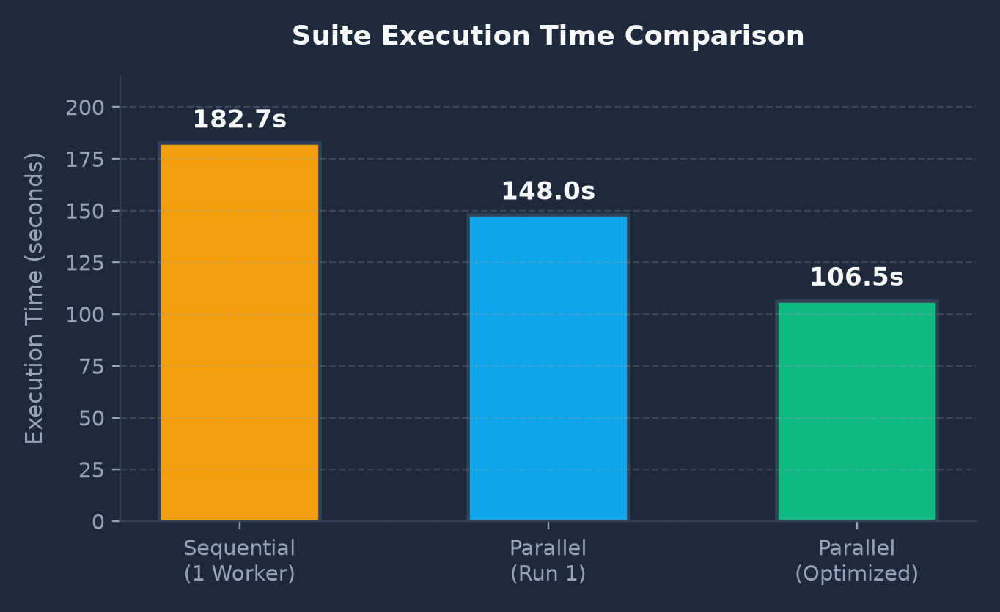 Suite Execution Time Comparison
Execution Time (seconds)
200
175
150
125
100
75
50
25
0
182.7s
148.0s
106.5s
Sequential
(1 Worker)
Parallel
(Run 1)
Parallel
(Optimized)